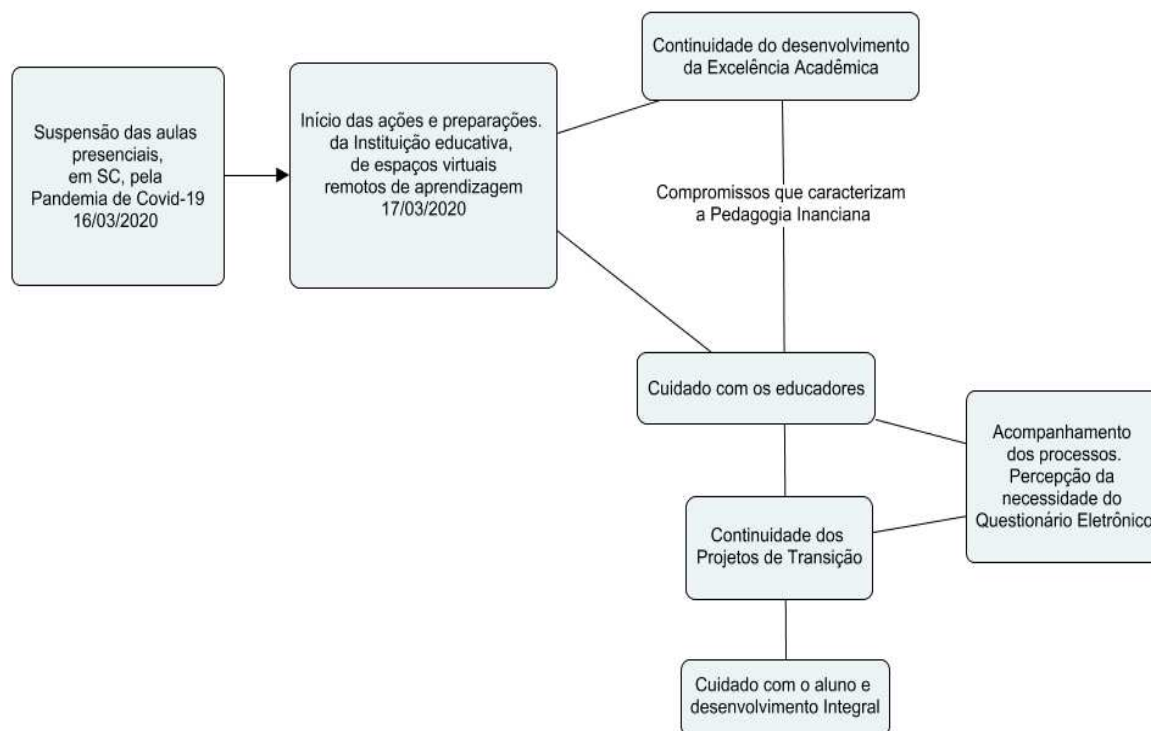 Suspensão das aulas
presenciais,
em SC, pela
Pandemia de Covid-19
16/03/2020
Início das ações e preparações.
da Instituição educativa,
de espaços virtuais
remotos de aprendizagem
17/03/2020
Continuidade do desenvolvimento
da Excelência Acadêmica
Compromissos que caracterizam
a Pedagogia Inanciana
Cuidado com os educadores
Acompanhamento
dos processos.
Percepção da
necessidade do
Questionário Eletrônico
Continuidade dos
Projetos de Transição
Cuidado com o aluno e
desenvolvimento Integral